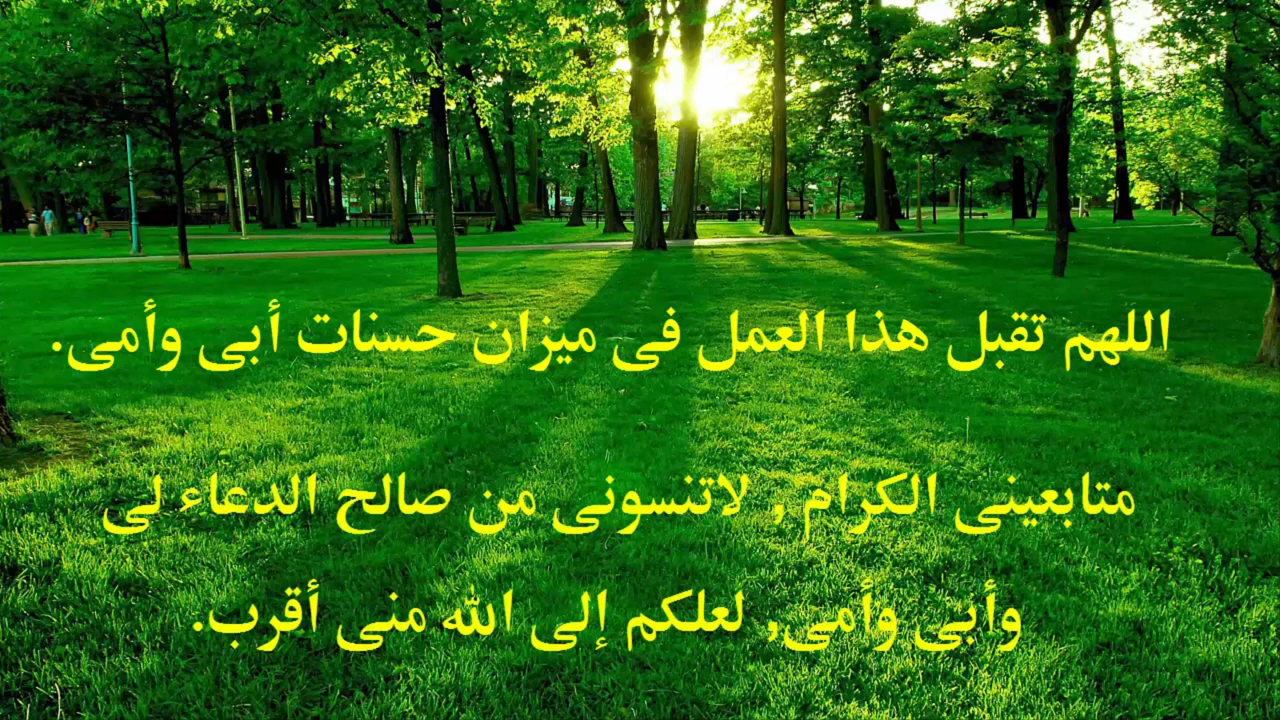 اللهم تقبل هذا العمل فى ميزان حسنات أبى وأمى.
متابعينى الكرام , لاتنسونى من صالح الدعاء لى
وأبى وأمى, لعلكم إلى الله منى أقرب.